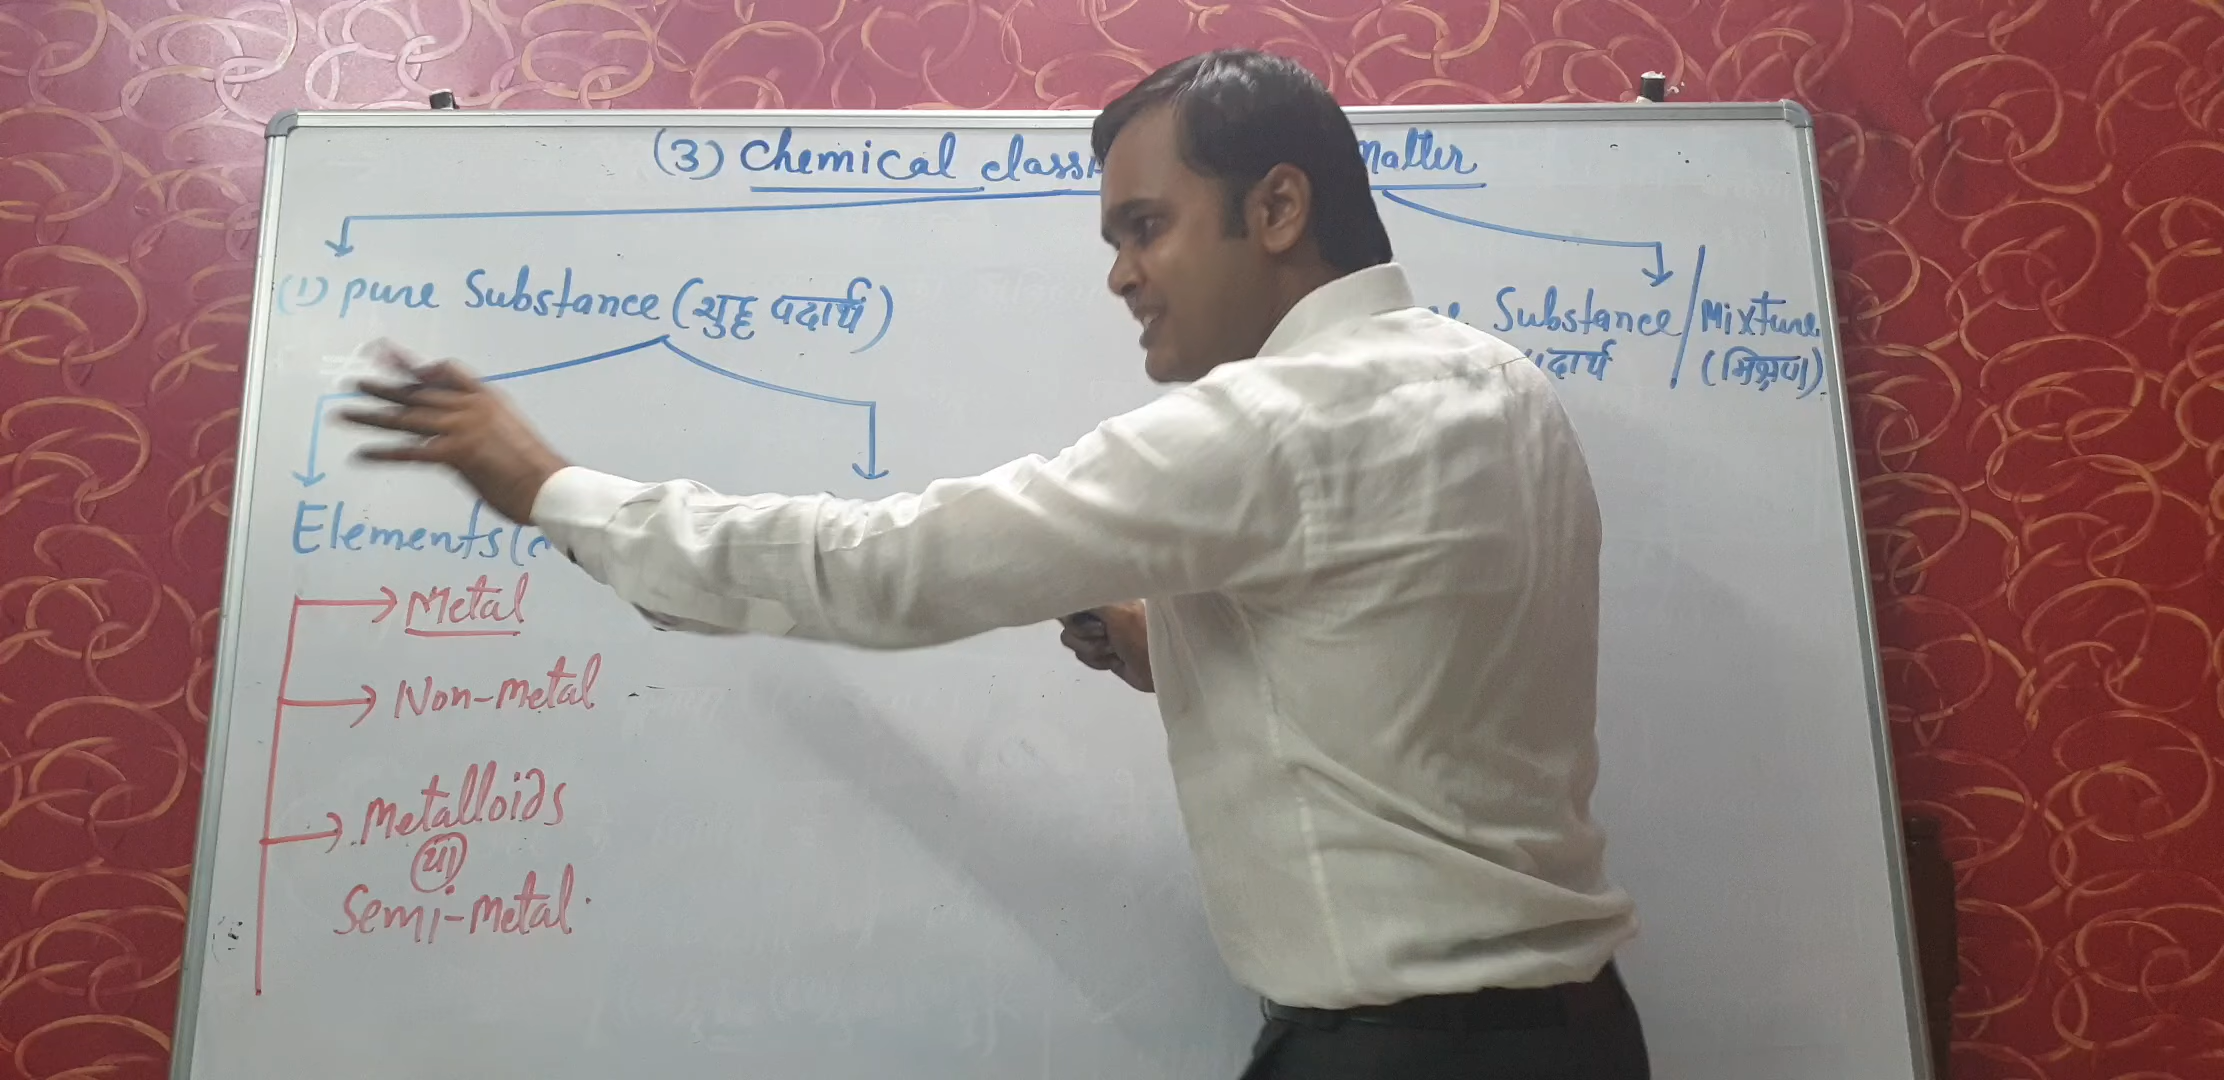 (3) Chemical class Matter
(1) pure Substance (शुद्ध पदार्थ)
Substance / Mixture
पदार्थ (मिश्रण)
Elements (
Metal
Non-metal
Metalloids
या
Semi-metal.